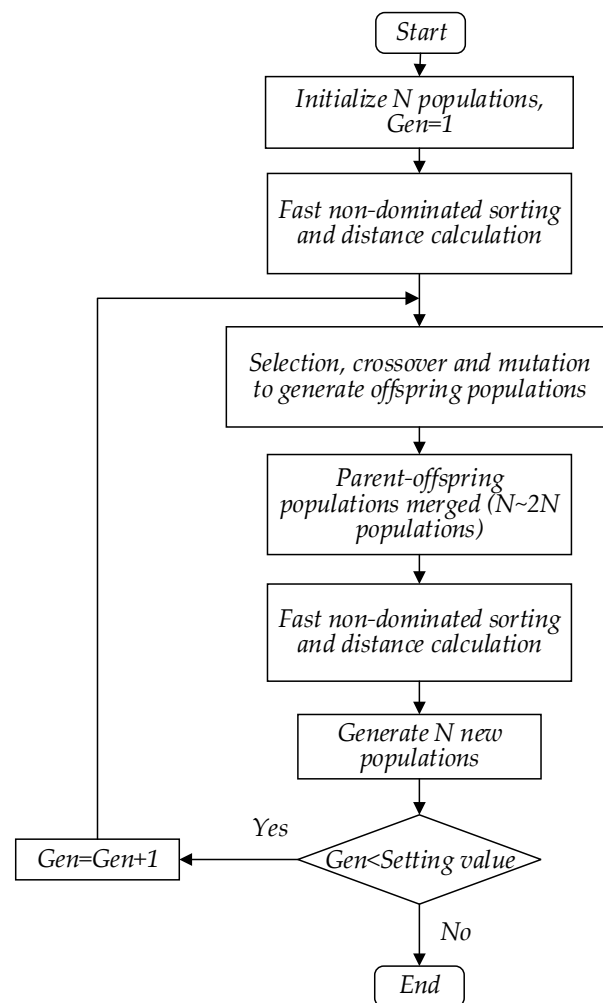 Start
Initialize N populations,
Gen=1
Fast non-dominated sorting
and distance calculation
Selection, crossover and mutation
to generate offspring populations
Parent-offspring
populations merged (N~2N
populations)
Fast non-dominated sorting
and distance calculation
Generate N new
populations
Yes
Gen=Gen+1
Gen<Setting value
No
End